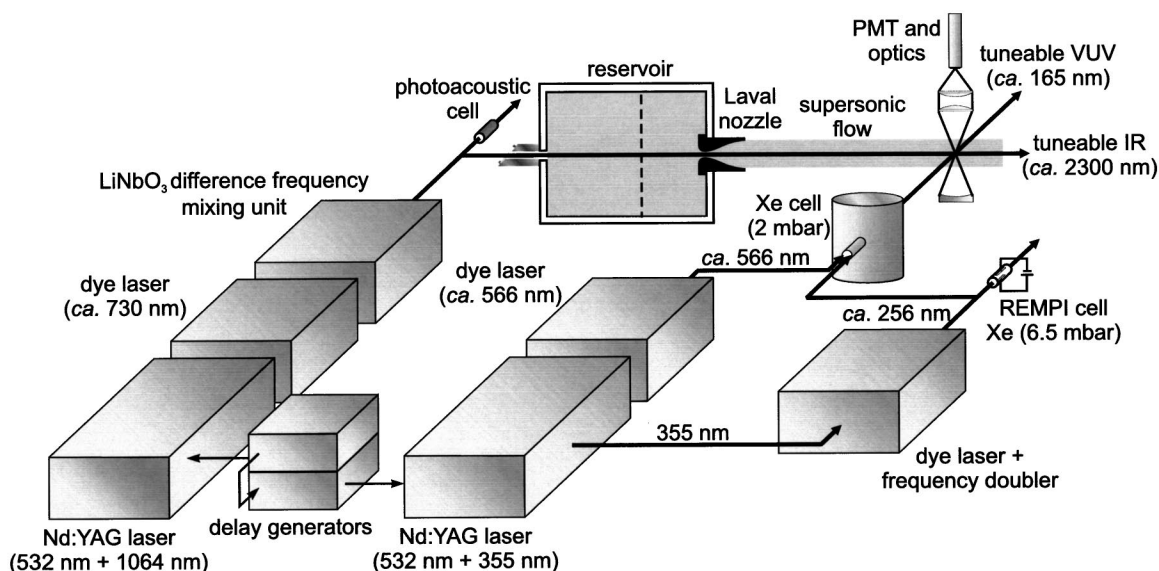 PMT and
optics
tuneable VUV
(ca. 165 nm)
reservoir
photoacoustic
cell
Laval
nozzle
supersonic
flow
tuneable IR
(ca. 2300 nm)
LiNbO3 difference frequency
mixing unit
Xe cell
(2 mbar)
dye laser
(ca. 730 nm)
dye laser
(ca. 566 nm)
ca. 566 nm
ca. 256 nm
REMPI cell
Xe (6.5 mbar)
355 nm
dye laser +
frequency doubler
delay generators
Nd:YAG laser
(532 nm + 1064 nm)
Nd:YAG laser
(532 nm + 355 nm)